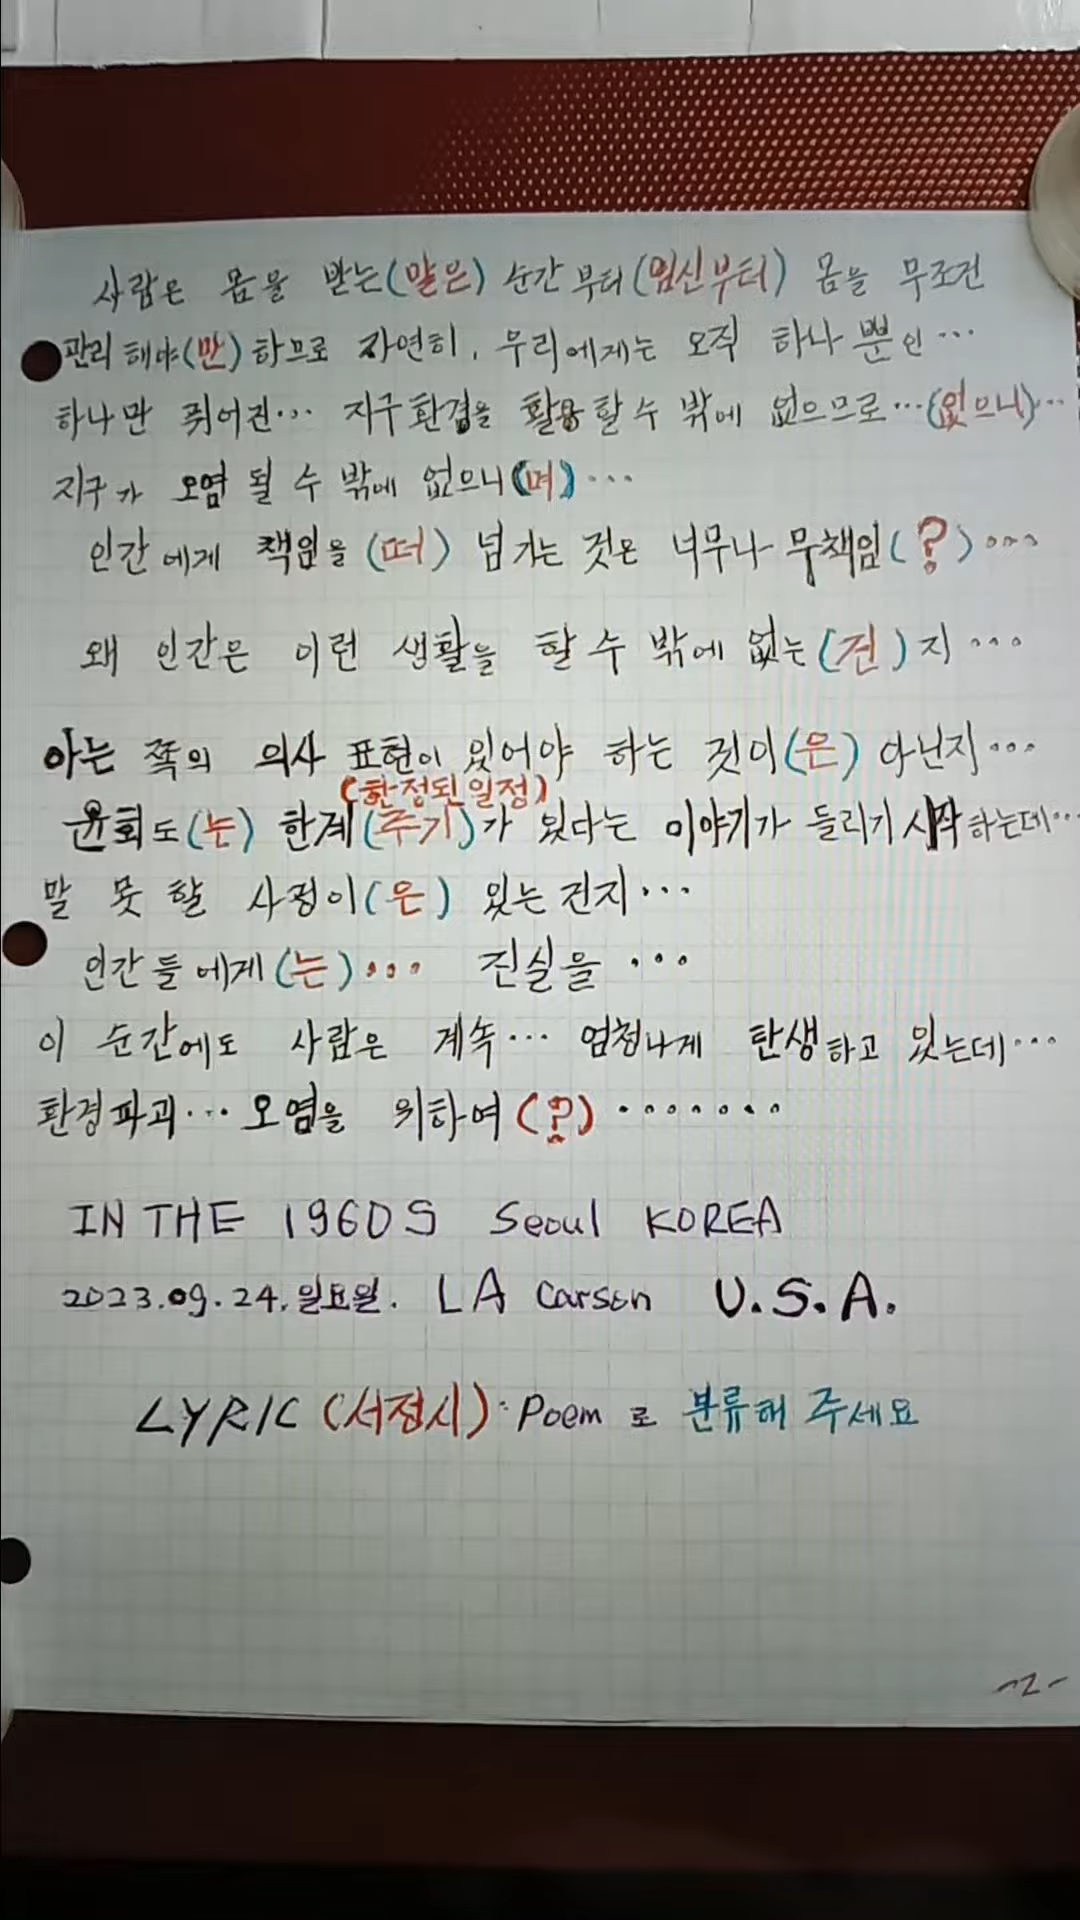 사람은 몸을 받는(맡은) 순간부터(임신부터) 몸을 무조건
관리해야(만) 하므로 자연히, 우리에게는 오직 하나뿐인...
하나만 쥐어진... 지구환경을 활용할 수 밖에 없으므로...(없으니)...
지구가 오염 될 수 밖에 없으니(며)...
인간에게 책임을 (떠) 넘기는 것은 너무나 무책임(?)...
왜 인간은 이런 생활을 할 수 밖에 없는(건)지...
아는 쪽의 의사 표현이 있어야 하는 것이(은) 아닌지...
(한정된 일정)
윤회도(는) 한계(주기)가 있다는 이야기가 들리기 시작하는데...
말 못 할 사정이(은) 있는 건지...
인간들에게(는)... 진실을 ...
이 순간에도 사람은 계속... 엄청나게 탄생하고 있는데...
환경파괴... 오염을 위하여(?) ........
IN THE 1960S Seoul KOREA
2023.09.24.일요일. LA Carson U.S.A.
LYRIC (서정시): Poem 로 분류해 주세요
-2-